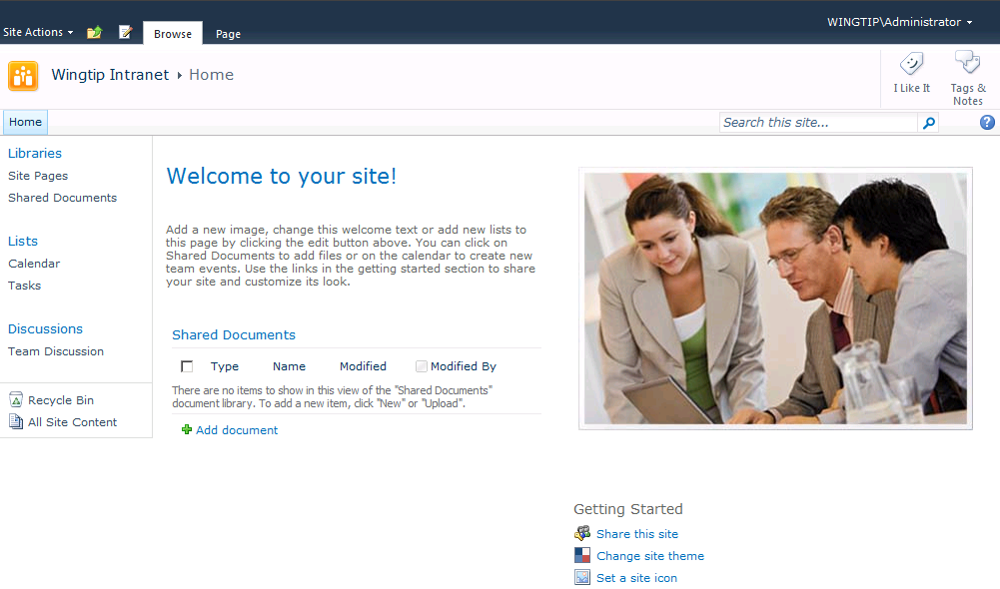 Site Actions
Browse
Page
WINGTIP\Administrator
Wingtip Intranet
Home
I Like It
Tags &
Notes
Home
Search this site...
Libraries
Site Pages
Shared Documents
Lists
Calendar
Tasks
Discussions
Team Discussion
Recycle Bin
All Site Content
Welcome to your site!
Add a new image, change this welcome text or add new lists to
this page by clicking the edit button above. You can click on
Shared Documents to add files or on the calendar to create new
team events. Use the links in the getting started section to share
your site and customize its look.
Shared Documents
Type Name Modified Modified By
There are no items to show in this view of the "Shared Documents"
document library. To add a new item, click "New" or "Upload".
Add document
Getting Started
Share this site
Change site theme
Set a site icon